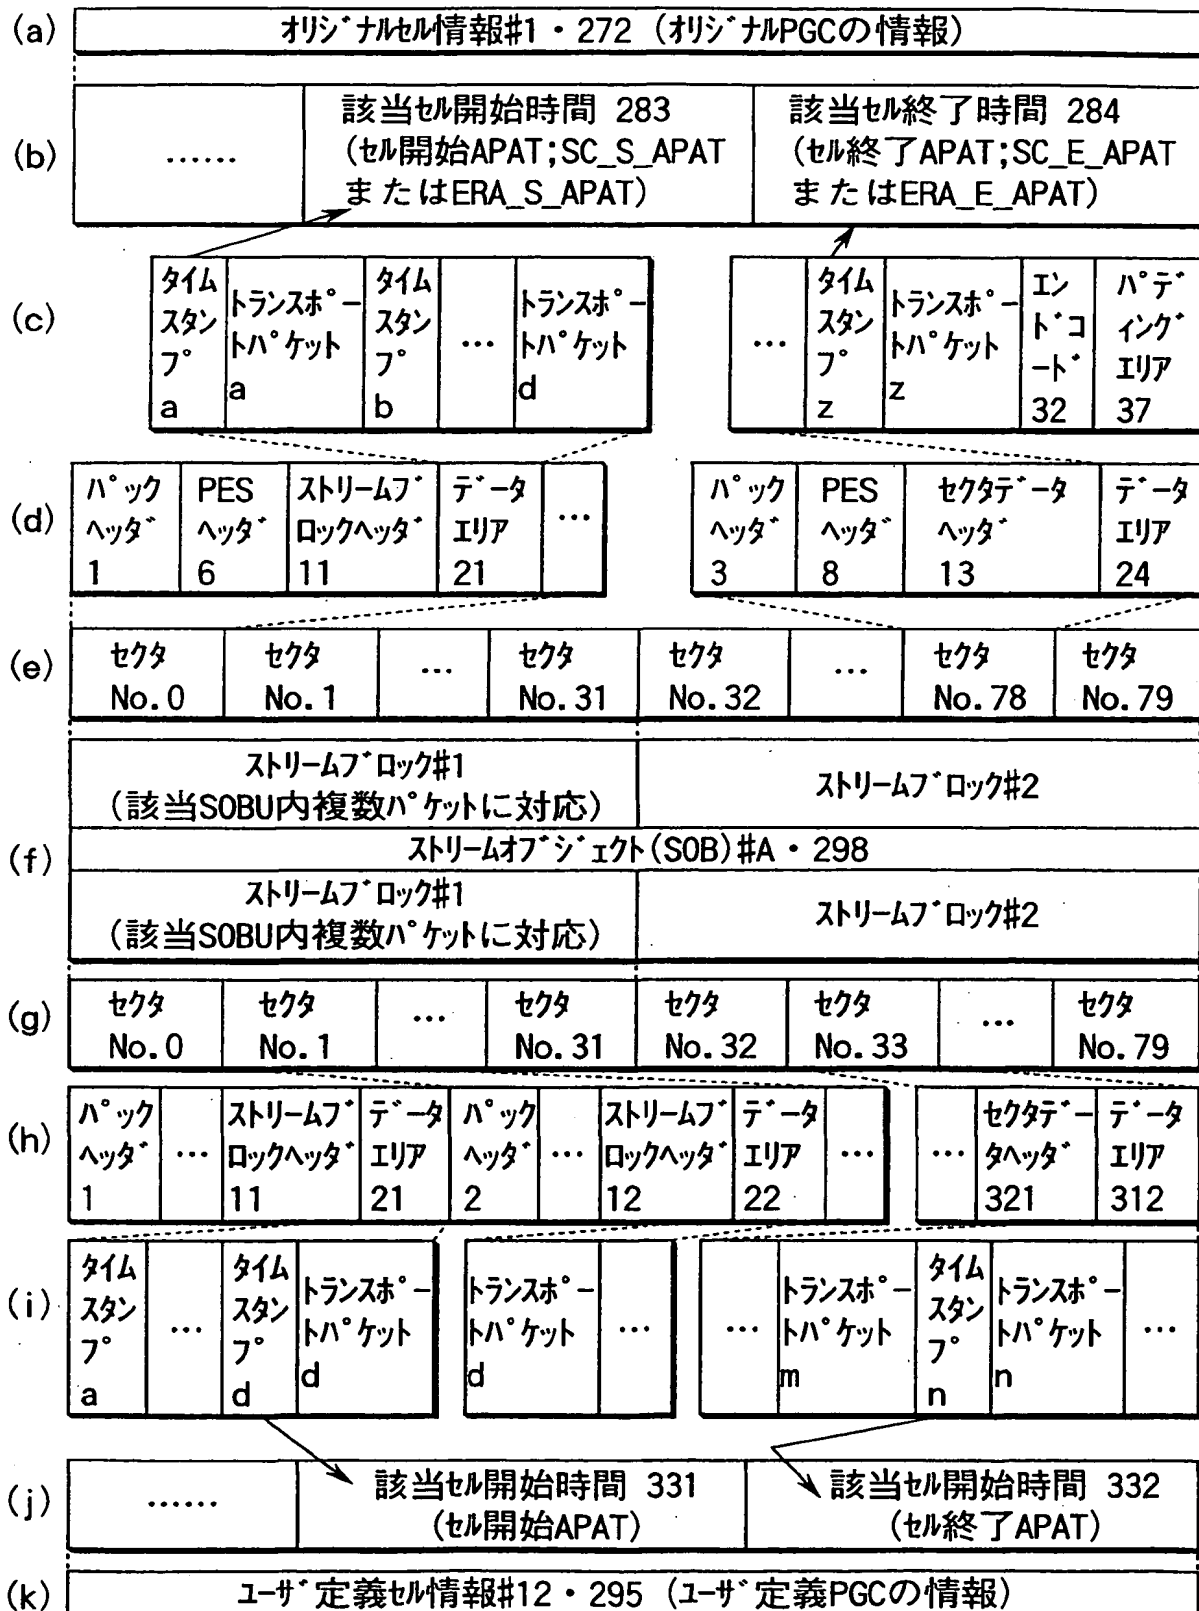 (a) オリジナルセル情報#1・272 (オリジナルPGCの情報)
(b) …… 該当セル開始時間 283 該当セル終了時間 284
(セル開始APAT;SC_S_APAT (セル終了APAT;SC_E_APAT
またはERA_S_APAT) またはERA_E_APAT)
(c) タイムスタンプa トランスポートパケットa タイムスタンプb … トランスポートパケットd … タイムスタンプz トランスポートパケットz エンドコード32 パディングエリア37
(d) パックヘッダ1 PESヘッダ6 ストリームブロックヘッダ11 データエリア21 … パックヘッダ3 PESヘッダ8 セクタデータヘッダ13 データエリア24
(e) セクタNo.0 セクタNo.1 … セクタNo.31 セクタNo.32 … セクタNo.78 セクタNo.79
ストリームブロック#1 ストリームブロック#2
(該当SOBU内複数パケットに対応)
(f) ストリームオブジェクト(SOB)#A・298
ストリームブロック#1 ストリームブロック#2
(該当SOBU内複数パケットに対応)
(g) セクタNo.0 セクタNo.1 … セクタNo.31 セクタNo.32 セクタNo.33 … セクタNo.79
(h) パックヘッダ1 … ストリームブロックヘッダ11 データエリア21 パックヘッダ2 … ストリームブロックヘッダ12 データエリア22 … … セクタデータヘッダ321 データエリア312
(i) タイムスタンプa … タイムスタンプd トランスポートパケットd トランスポートパケットd … … トランスポートパケットm タイムスタンプn トランスポートパケットn …
(j) …… 該当セル開始時間 331 該当セル開始時間 332
(セル開始APAT) (セル終了APAT)
(k) ユーザ定義セル情報#12・295 (ユーザ定義PGCの情報)